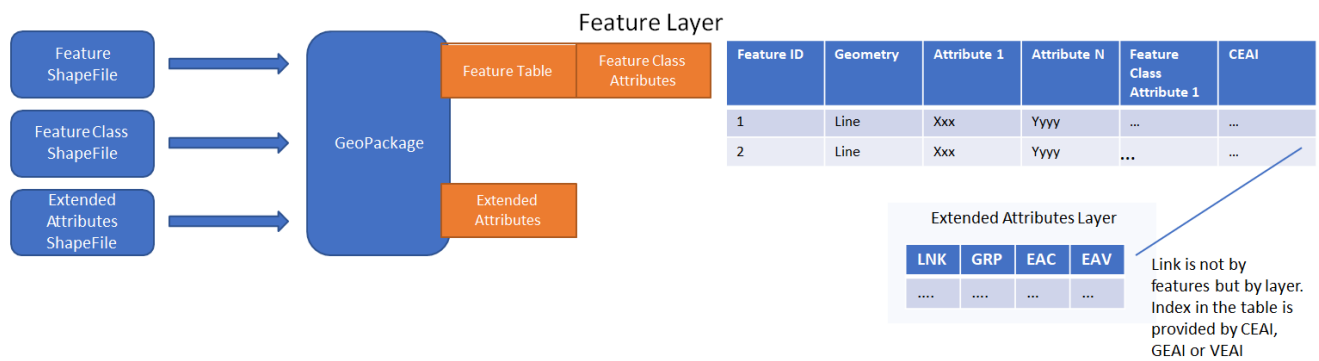 Feature Layer
Feature
ShapeFile
Feature Class
ShapeFile
Extended
Attributes
ShapeFile
GeoPackage
Feature Table
Feature Class
Attributes
Extended
Attributes
Feature ID Geometry Attribute 1 Attribute N Feature Class Attribute 1 CEAI
1 Line Xxx Yyyy ... ...
2 Line Xxx Yyyy ... ...
Extended Attributes Layer
LNK GRP EAC EAV
.... .... ... ...
Link is not by
features but by layer.
Index in the table is
provided by CEAI,
GEAI or VEAI